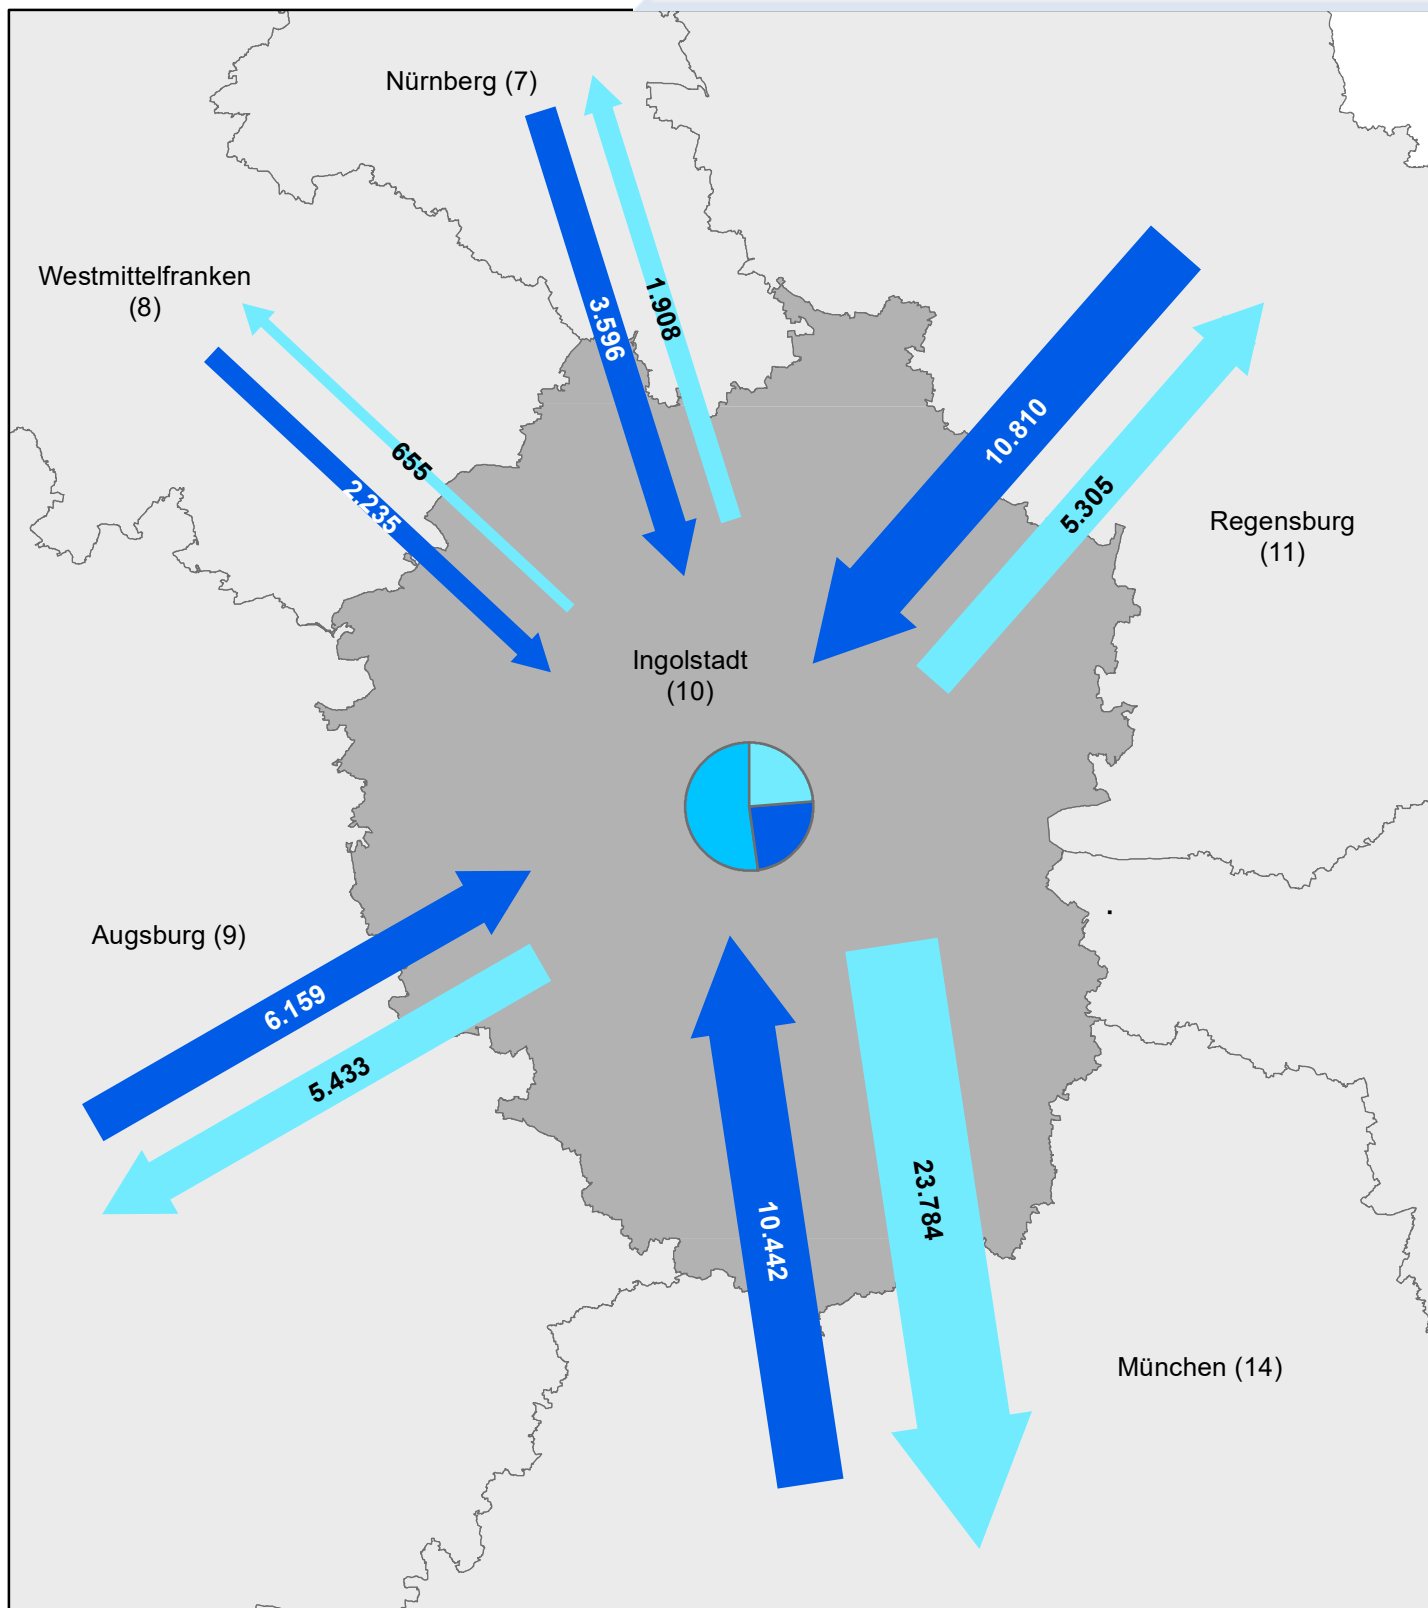 Nürnberg (7)
Westmittelfranken
(8)
1.908
3.596
10.810
655
2.235
5.305
Regensburg
(11)
Ingolstadt
(10)
Augsburg (9)
6.159
5.433
23.784
10.442
München (14)